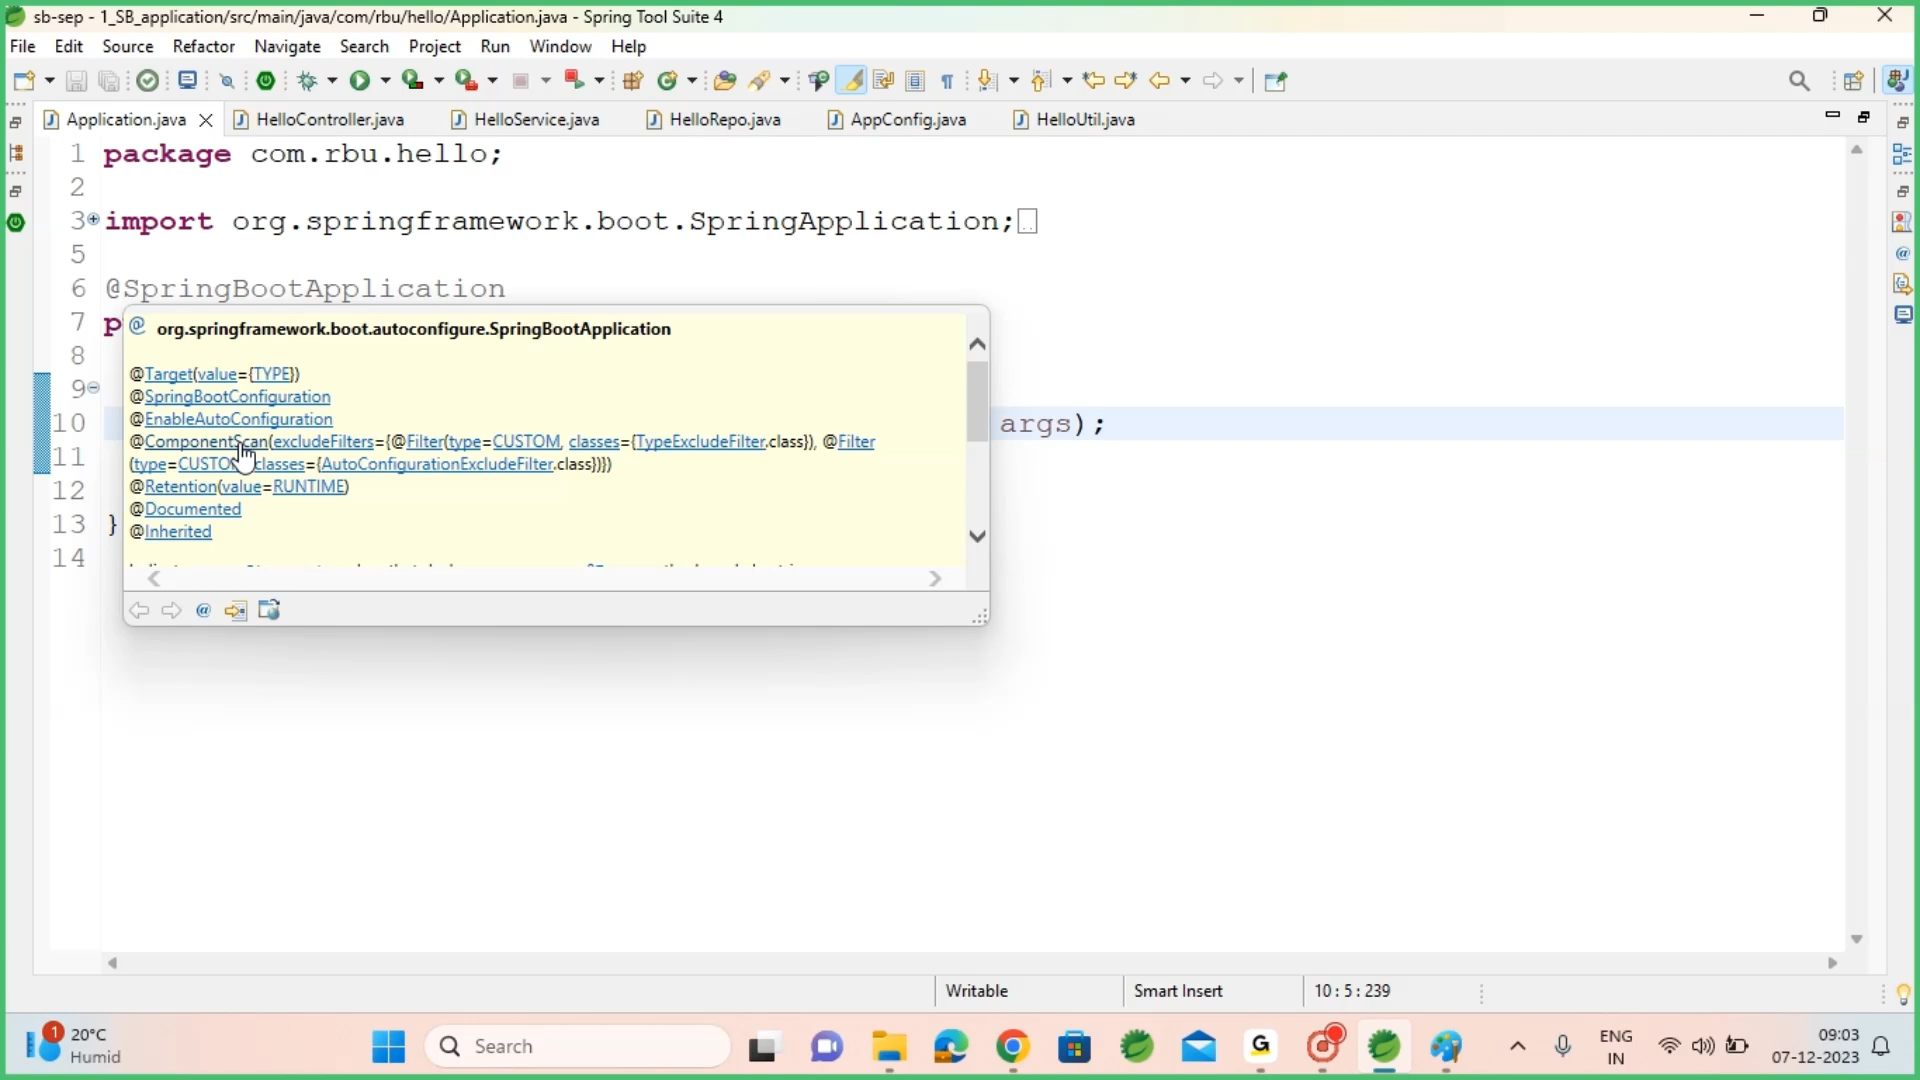 sb-sep - 1_SB_application/src/main/java/com/rbu/hello/Application.java - Spring Tool Suite 4
File Edit Source Refactor Navigate Search Project Run Window Help
Application.java HelloController.java HelloService.java HelloRepo.java AppConfig.java HelloUtil.java
1 package com.rbu.hello;
2
3 import org.springframework.boot.SpringApplication;
5
6 @SpringBootApplication
7 p
@ org.springframework.boot.autoconfigure.SpringBootApplication
8
@Target(value={TYPE})
9
@SpringBootConfiguration
10 args);
@EnableAutoConfiguration
@ComponentScan(excludeFilters={@Filter(type=CUSTOM, classes={TypeExcludeFilter.class}), @Filter
11
(type=CUSTO classes={AutoConfigurationExcludeFilter.class})})
12
@Retention(value=RUNTIME)
@Documented
13 }
@Inherited
14
Writable Smart Insert 10 : 5 : 239
1 20°C
Humid
Search
ENG
IN
09:03
07-12-2023